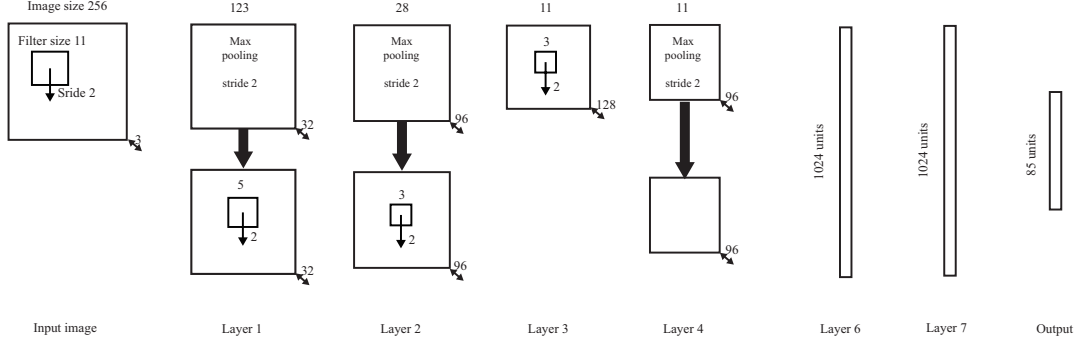 Image size 256
123
28
11
11
Filter size 11
Sride 2
3
Max
pooling
stride 2
32
Max
pooling
stride 2
96
3
2
128
Max
pooling
stride 2
96
5
2
32
3
2
96
96
1024 units
1024 units
85 units
Input image
Layer 1
Layer 2
Layer 3
Layer 4
Layer 6
Layer 7
Output